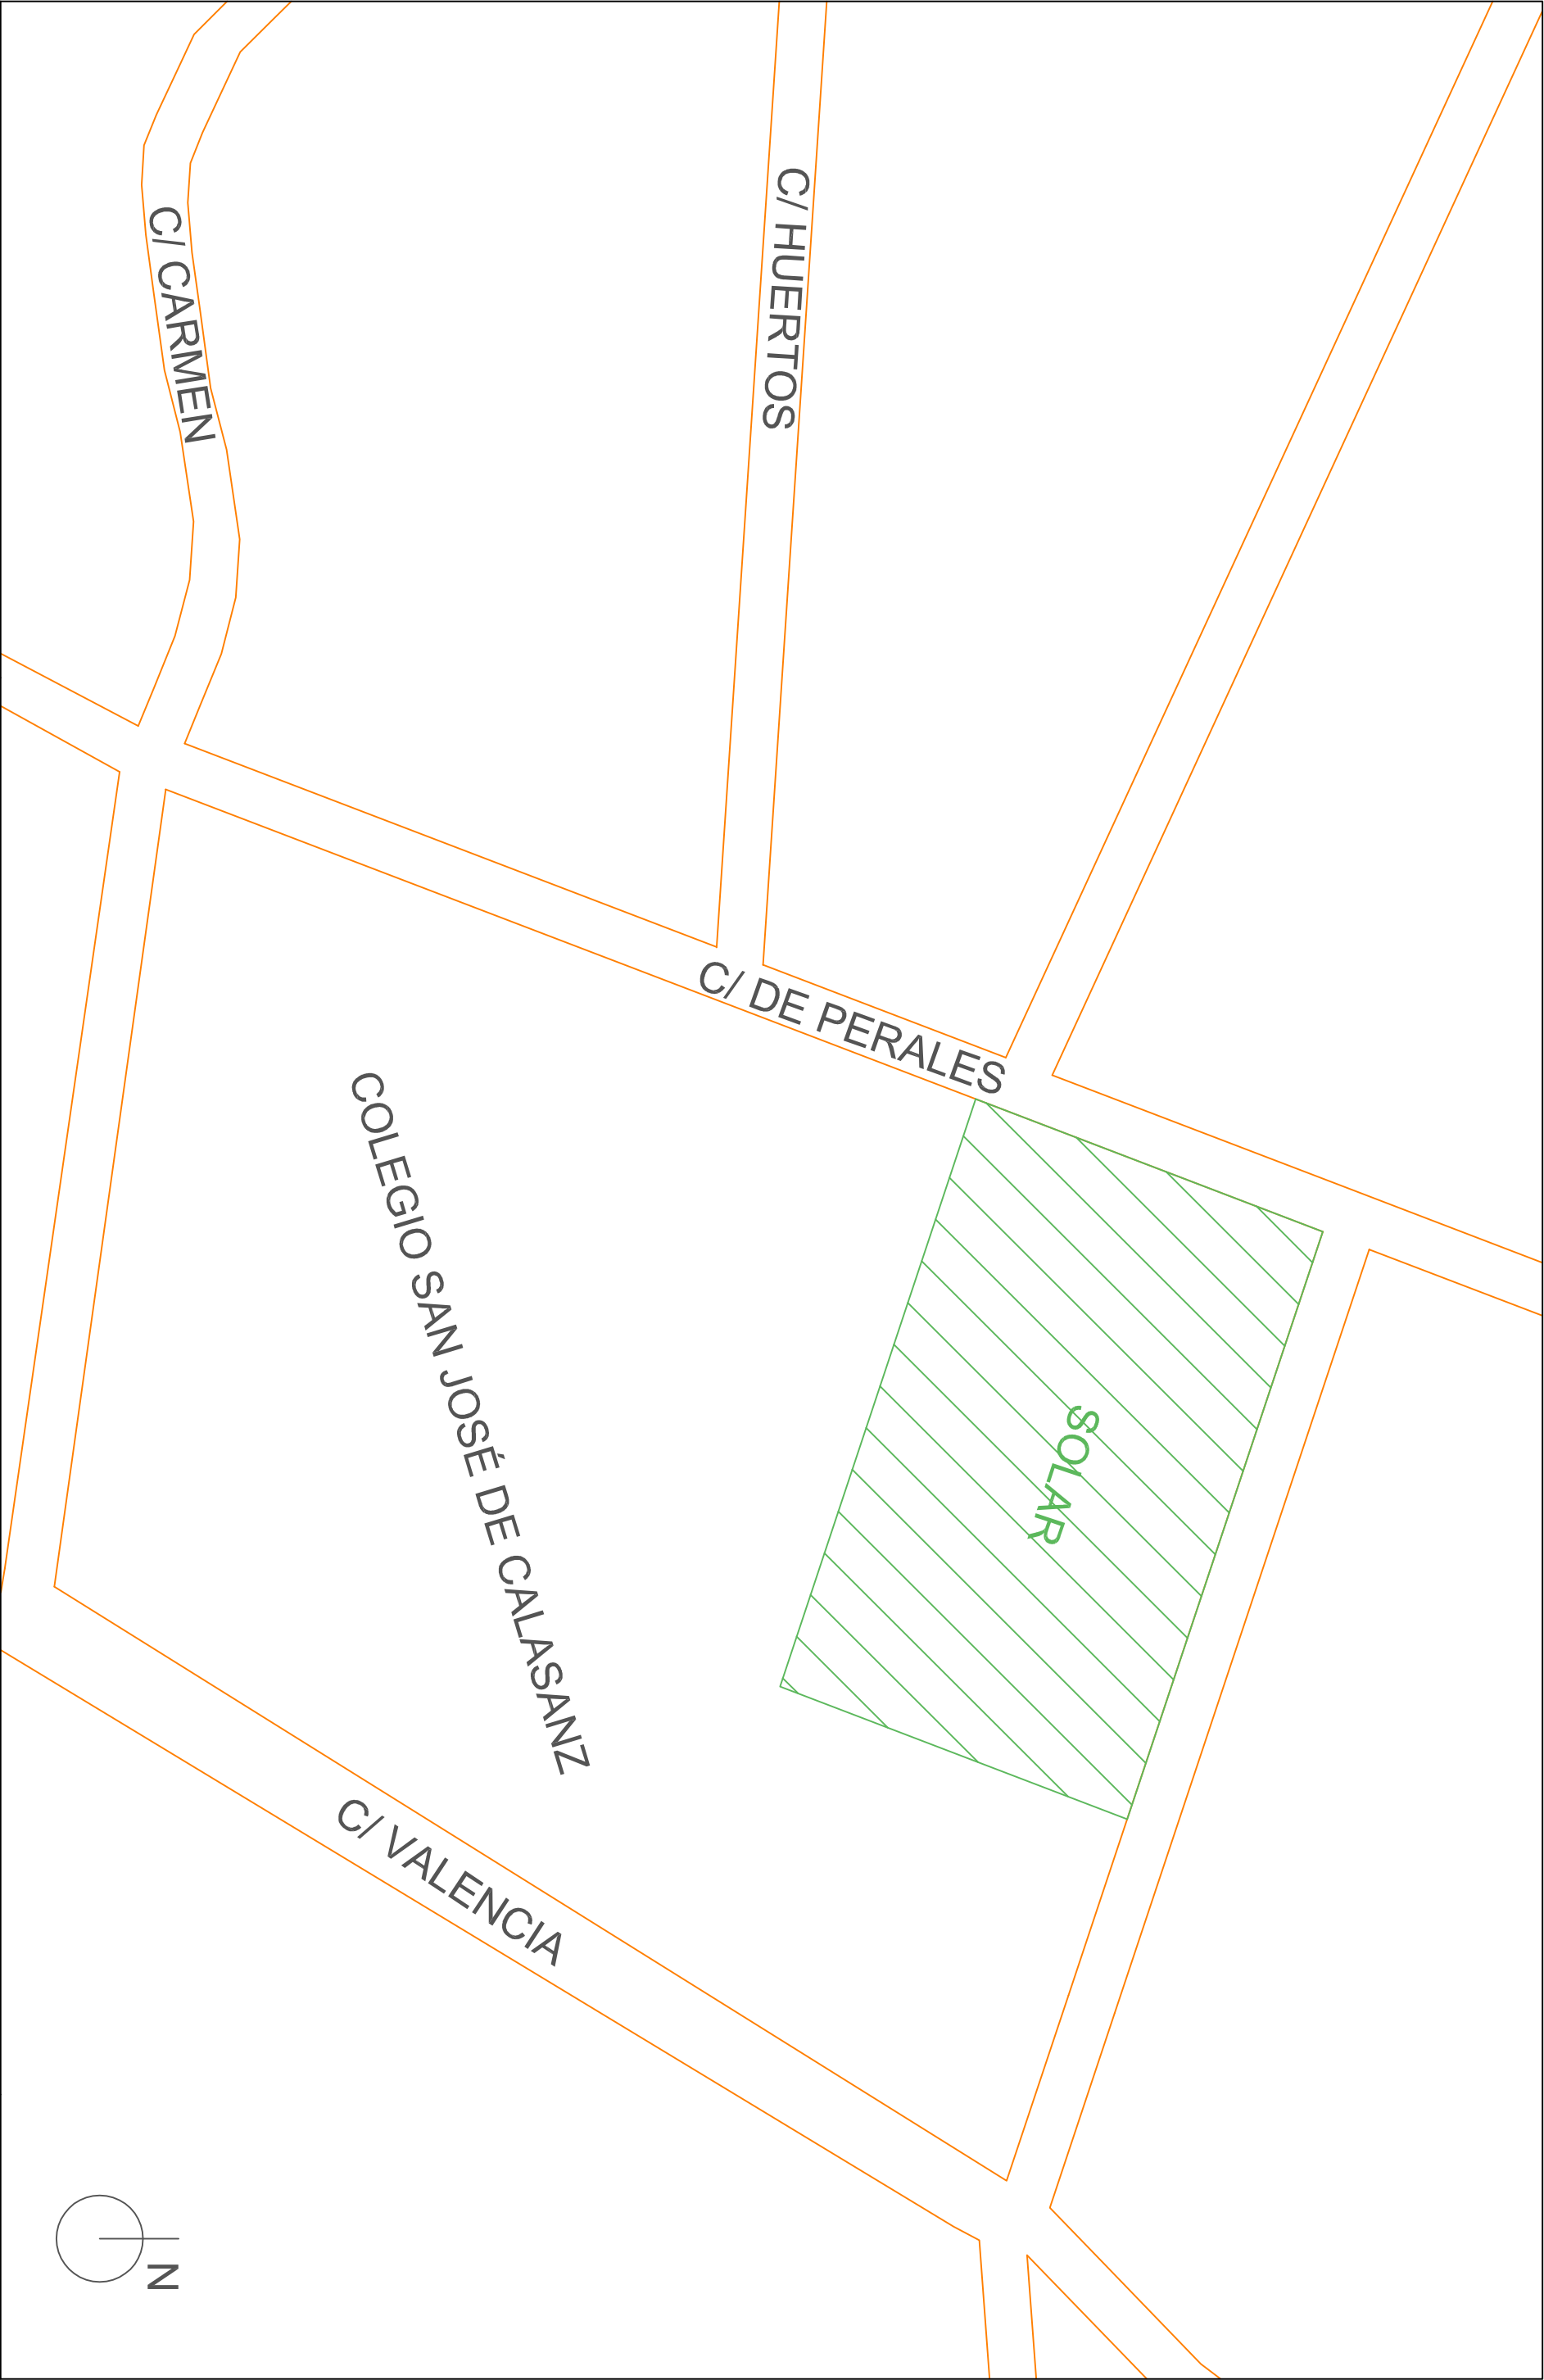 C/ CARMEN
C/ HUERTOS
C/ DE PERALES
COLEGIO SAN JOSÉ DE CALASANZ
SOLAR
C/ VALENCIA
N